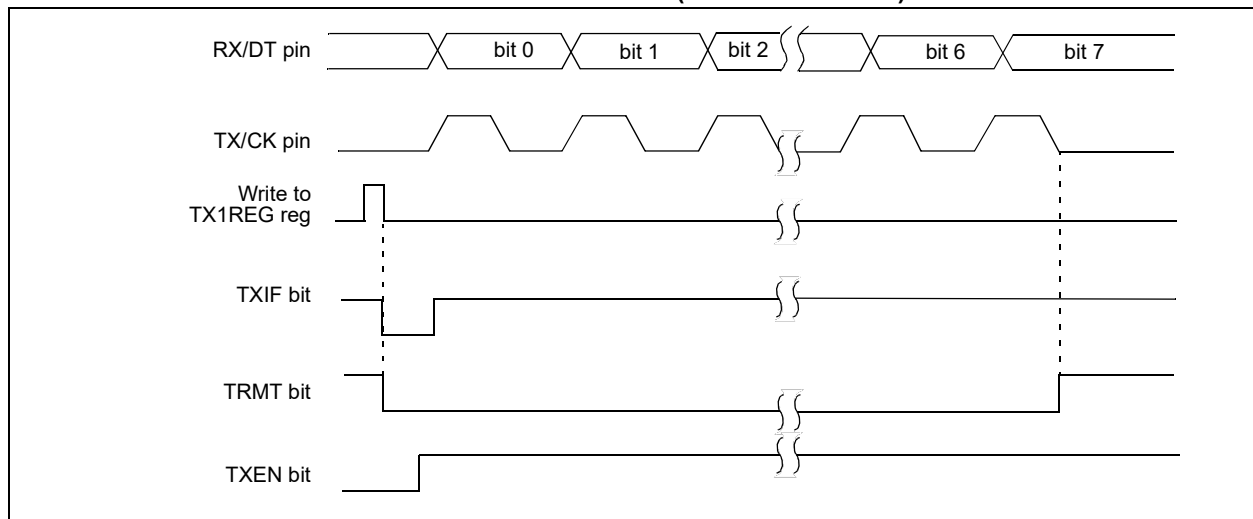 RX/DT pin
bit 0
bit 1
bit 2
bit 6
bit 7
TX/CK pin
Write to
TX1REG reg
TXIF bit
TRMT bit
TXEN bit